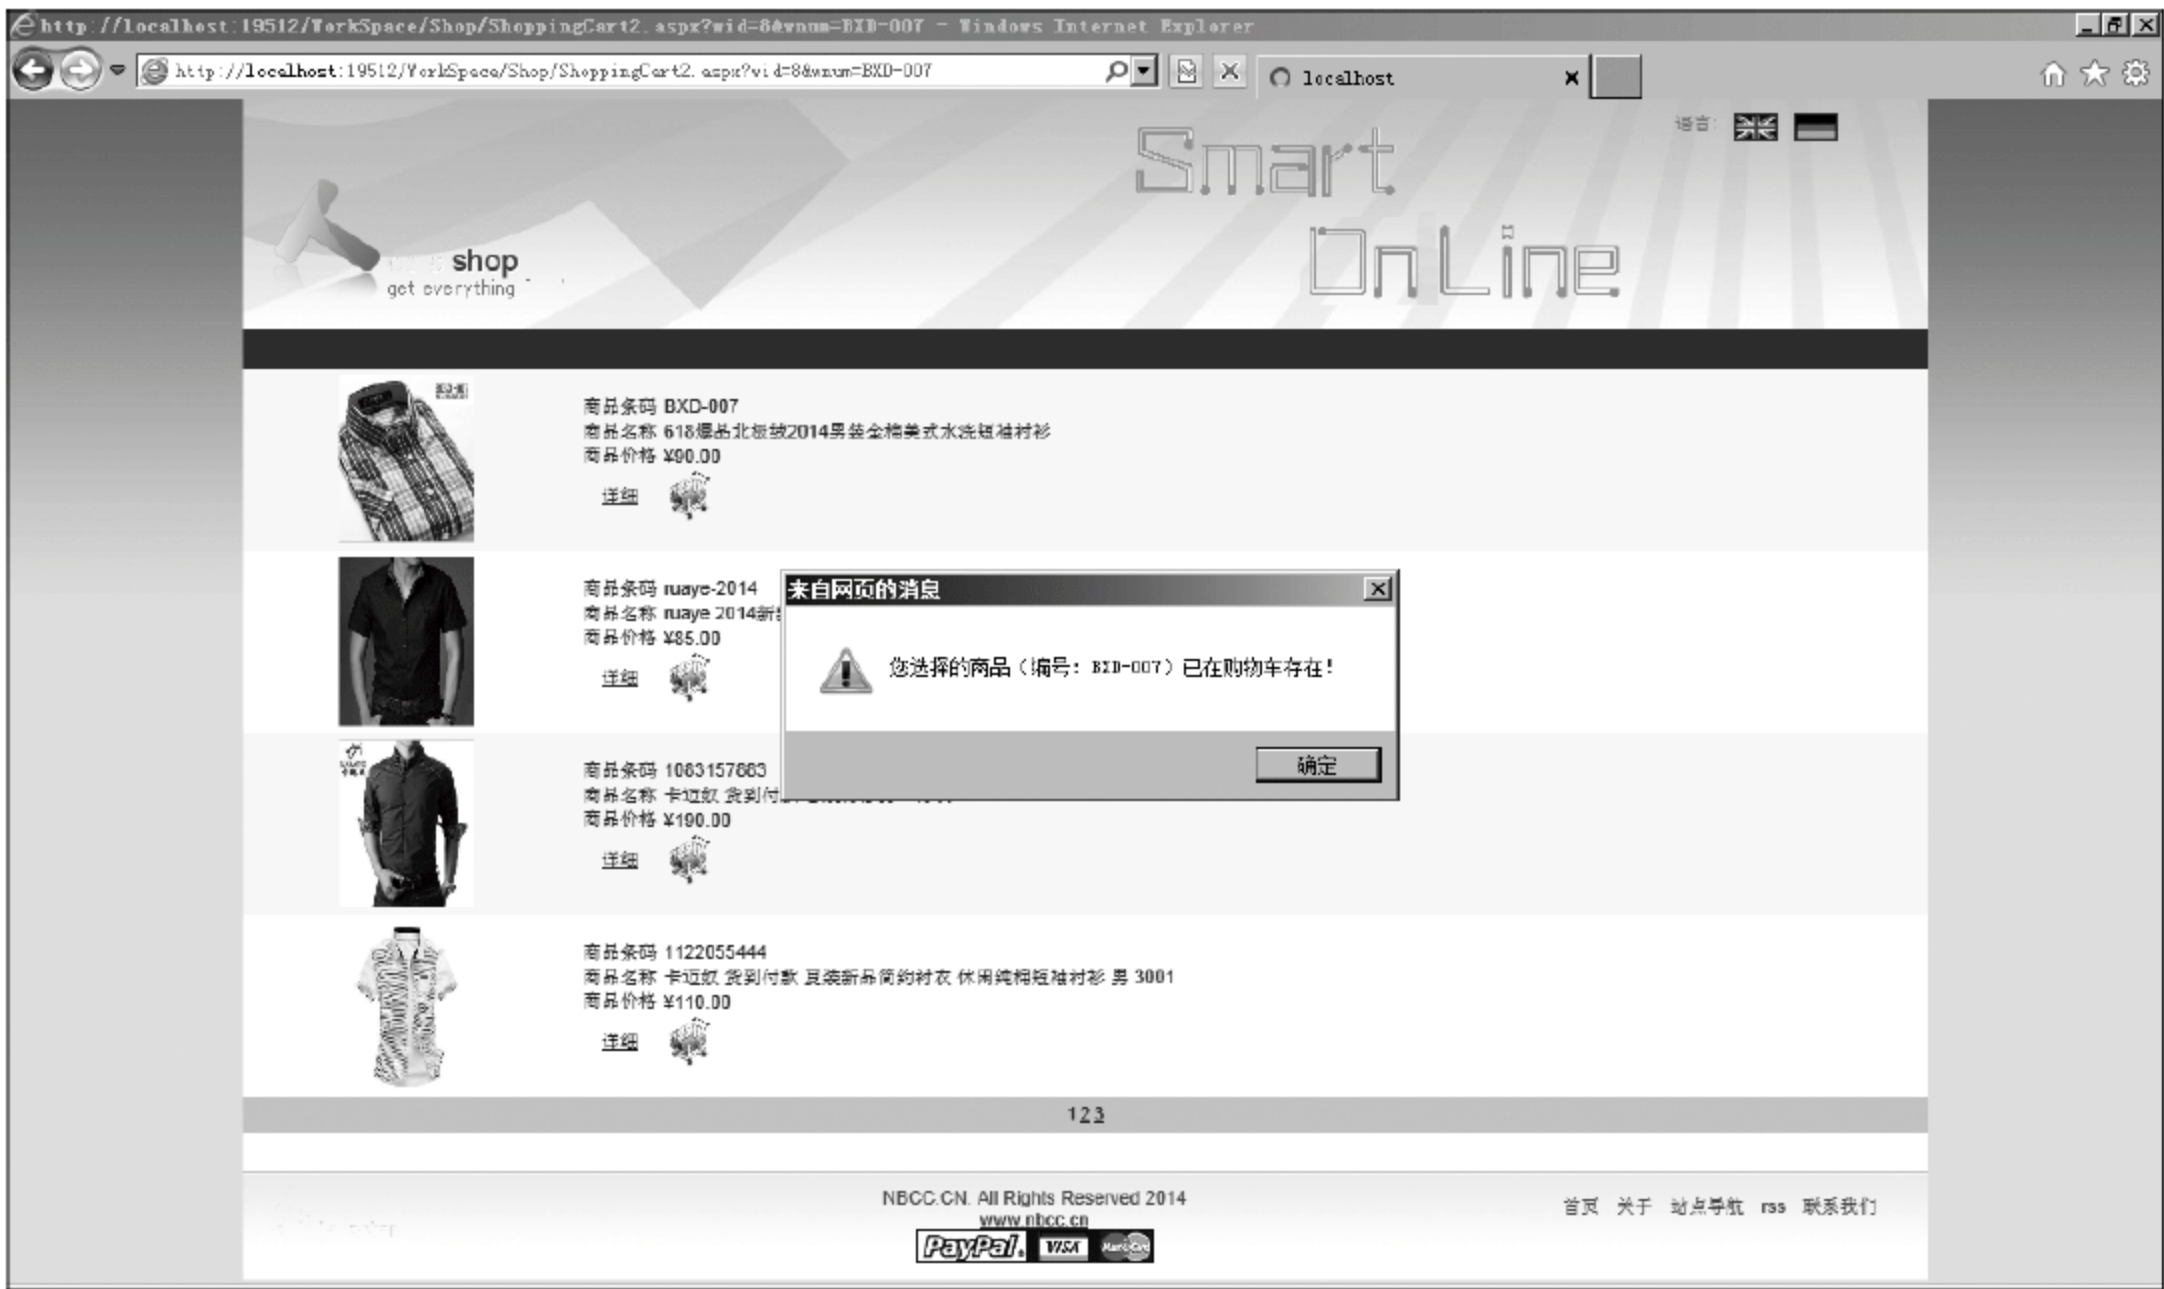 http://localhost:19512/WorkSpace/Shop/ShoppingCart2.aspx?wid=8&wnum=BXD-007 - Windows Internet Explorer
http://localhost:19512/WorkSpace/Shop/ShoppingCart2.aspx?wid=8&wnum=BXD-007
localhost
语言:
Smart
OnLine
shop
get everything
商品条码 BXD-007
商品名称 618爆品北极绒2014男装全棉美式水洗短袖衬衫
商品价格 ¥90.00
详细
商品条码 ruaye-2014
商品名称 ruaye 2014新
商品价格 ¥85.00
详细
来自网页的消息
您选择的商品(编号: BXD-007)已在购物车存在!
确定
商品条码 1083157883
商品名称 卡迈奴 货到付
商品价格 ¥190.00
详细
商品条码 1122055444
商品名称 卡迈奴 货到付款 夏装新品简约衬衣 休闲纯棉短袖衬衫 男 3001
商品价格 ¥110.00
详细
123
NBCC.CN. All Rights Reserved 2014
www.nbcc.cn
PayPal. VISA MasterCard
首页 关于 站点导航 rss 联系我们